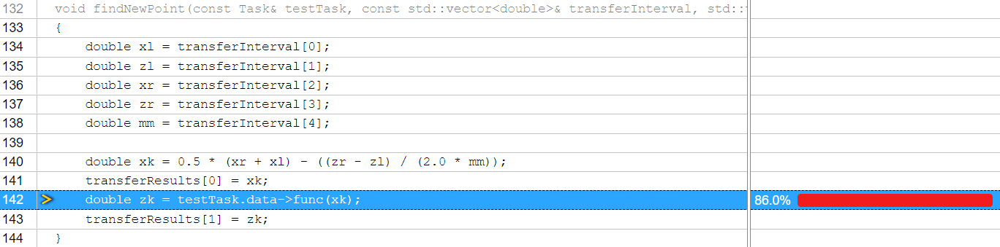 132 void findNewPoint(const Task& testTask, const std::vector<double>& transferInterval, std::
133 {
134 double xl = transferInterval[0];
135 double zl = transferInterval[1];
136 double xr = transferInterval[2];
137 double zr = transferInterval[3];
138 double mm = transferInterval[4];
139
140 double xk = 0.5 * (xr + xl) - ((zr - zl) / (2.0 * mm));
141 transferResults[0] = xk;
142 double zk = testTask.data->func(xk); 86.0%
143 transferResults[1] = zk;
144 }